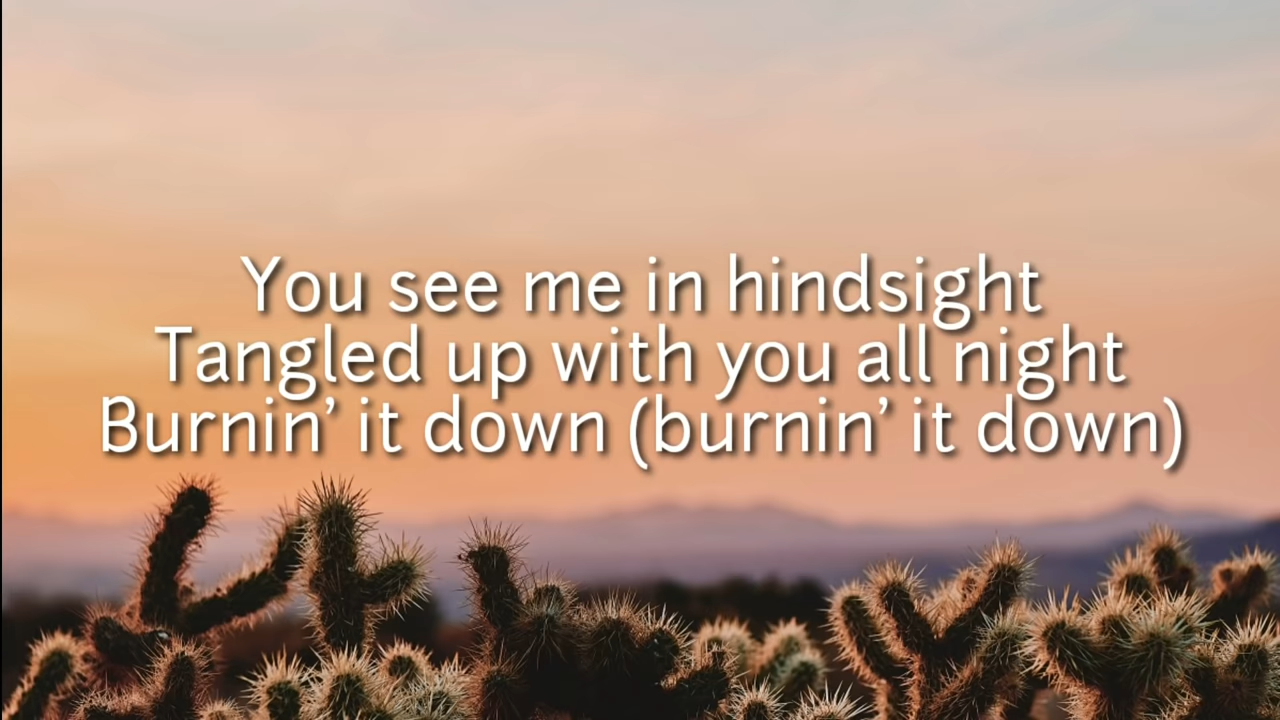 You see me in hindsight
Tangled up with you all night
Burnin’ it down (burnin’ it down)